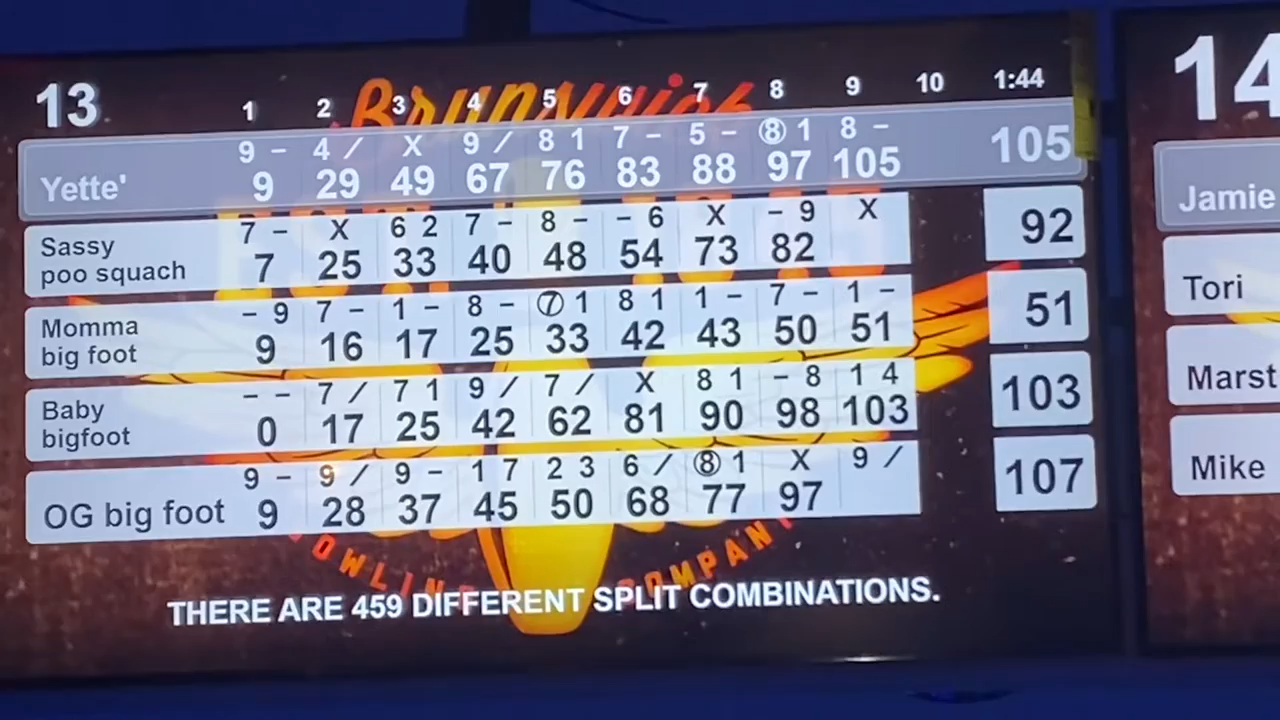 13 1 2 3 4 5 6 7 8 9 10 1:44
Brunswick
9 - 4 / X 9 / 8 1 7 - 5 - ⑧ 1 8 -
Yette' 9 29 49 67 76 83 88 97 105 105
7 - X 6 2 7 - 8 - - 6 X - 9 X
Sassy
poo squach 7 25 33 40 48 54 73 82 92
- 9 7 - 1 - 8 - ⑦ 1 8 1 1 - 7 - 1 -
Momma
big foot 9 16 17 25 33 42 43 50 51 51
- - 7 / 7 1 9 / 7 / X 8 1 - 8 1 4
Baby
bigfoot 0 17 25 42 62 81 90 98 103 103
9 - 9 / 9 - 1 7 2 3 6 / ⑧ 1 X 9 /
OG big foot 9 28 37 45 50 68 77 97 107
THERE ARE 459 DIFFERENT SPLIT COMBINATIONS.
14
Jamie
Tori
Marst
Mike